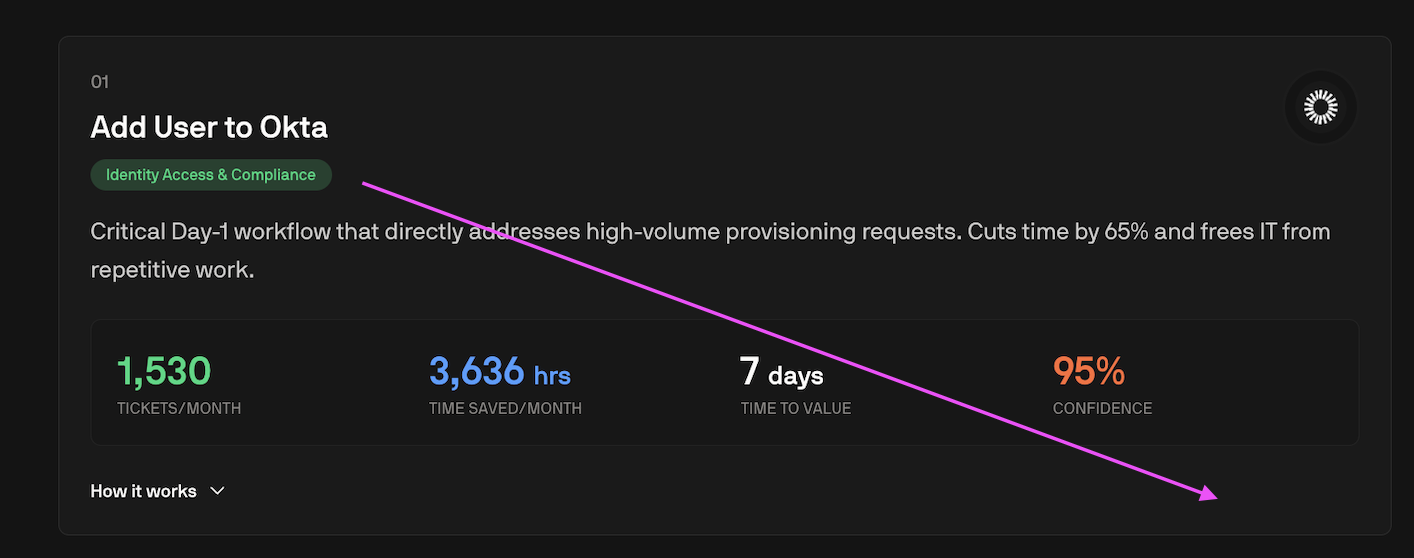 01
Add User to Okta
Identity Access & Compliance
Critical Day-1 workflow that directly addresses high-volume provisioning requests. Cuts time by 65% and frees IT from
repetitive work.
1,530
TICKETS/MONTH
3,636 hrs
TIME SAVED/MONTH
7 days
TIME TO VALUE
95%
CONFIDENCE
How it works